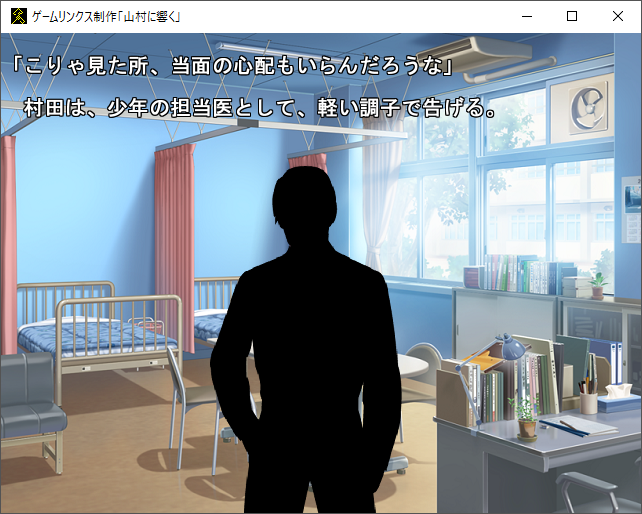 ゲームリンクス制作「山村に響く」
「こりゃ見た所、当面の心配もいらんだろうな」
村田は、少年の担当医として、軽い調子で告げる。